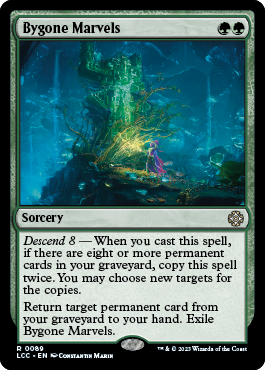 Bygone Marvels
Sorcery
Descend 8 — When you cast this spell,
if there are eight or more permanent
cards in your graveyard, copy this spell
twice. You may choose new targets for
the copies.
Return target permanent card from
your graveyard to your hand. Exile
Bygone Marvels.
R 0089
LCC • EN Constantin Marin
™ & © 2023 Wizards of the Coast